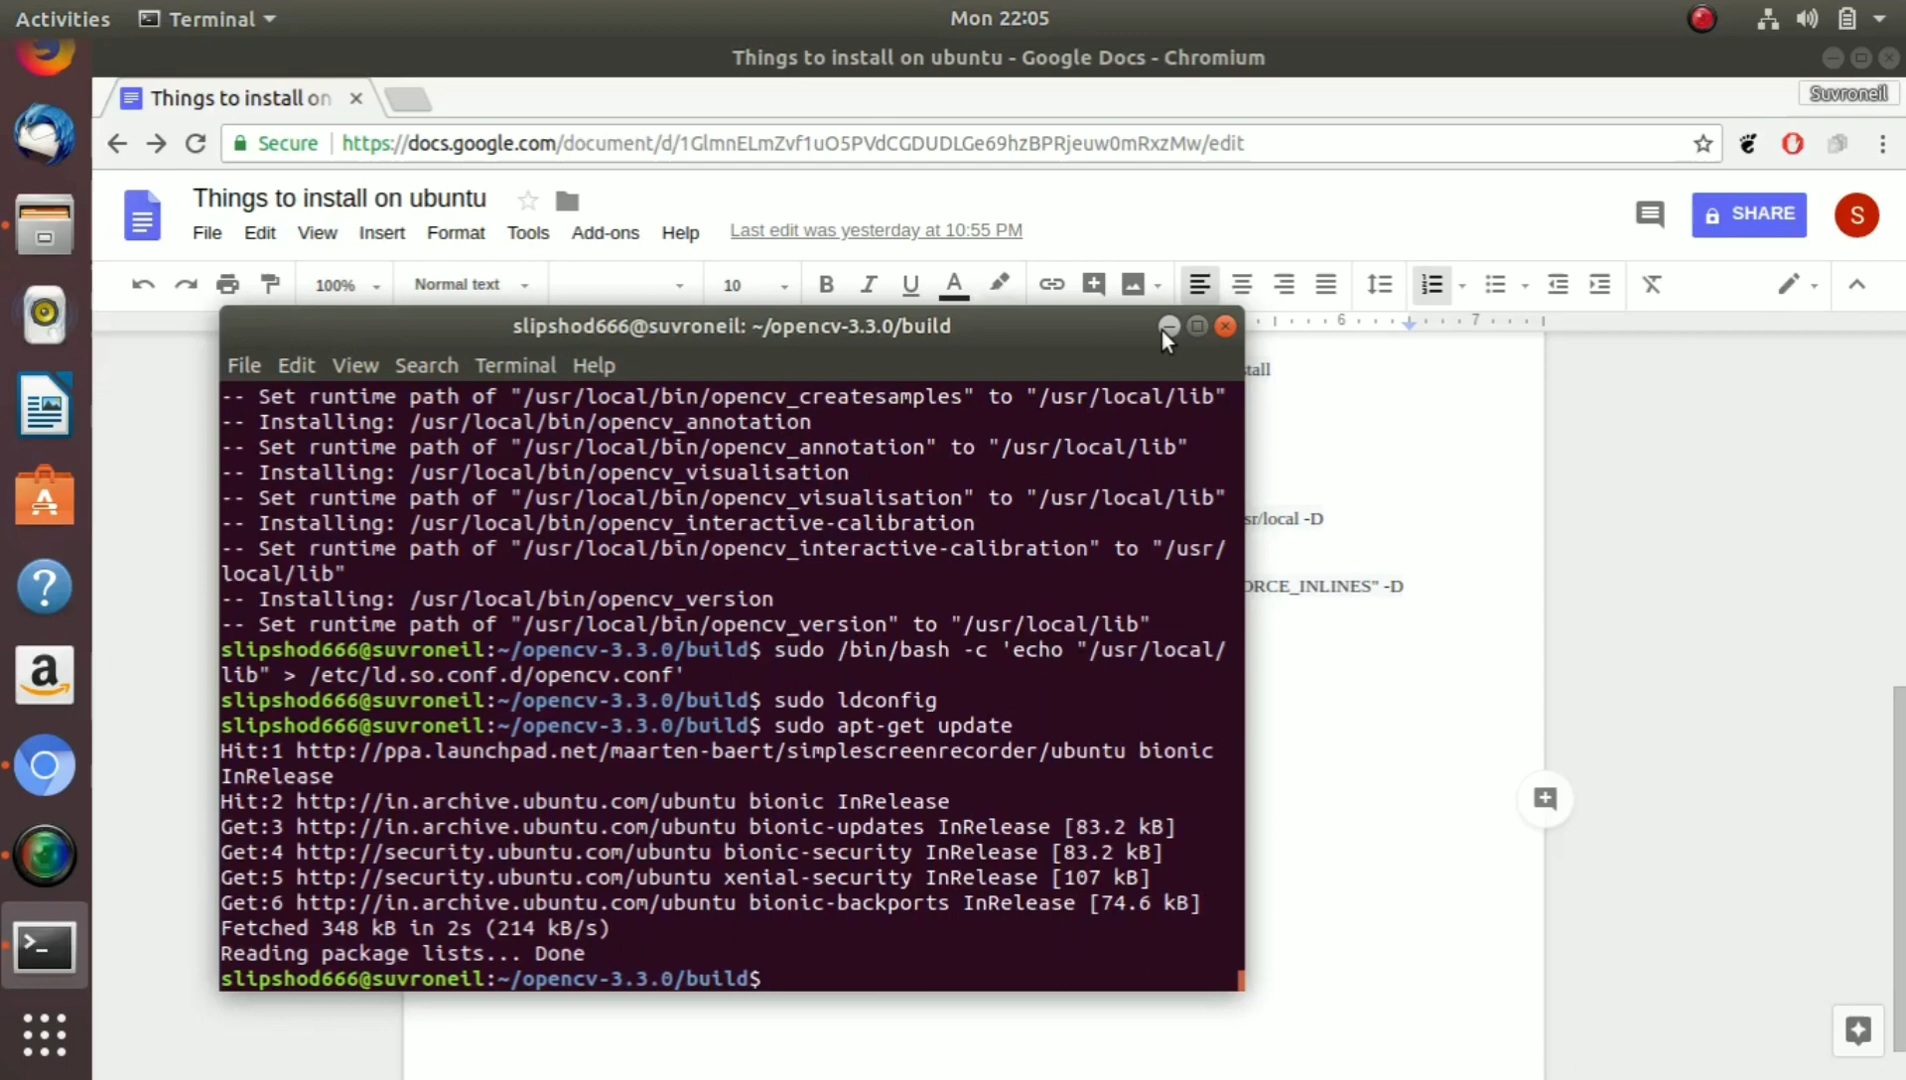 Activities
Terminal
Mon 22:05
Things to install on ubuntu - Google Docs - Chromium
Things to install on
Suvroneil
Secure
https://docs.google.com/document/d/1GlmnELmZvf1uO5PVdCGDUDLGe69hzBPRjeuw0mRxzMw/edit
Things to install on ubuntu
SHARE
S
File Edit View Insert Format Tools Add-ons Help
Last edit was yesterday at 10:55 PM
100% Normal text 10 B I U A
6 7
slipshod666@suvroneil: ~/opencv-3.3.0/build
File Edit View Search Terminal Help
-- Set runtime path of "/usr/local/bin/opencv_createsamples" to "/usr/local/lib"
-- Installing: /usr/local/bin/opencv_annotation
-- Set runtime path of "/usr/local/bin/opencv_annotation" to "/usr/local/lib"
-- Installing: /usr/local/bin/opencv_visualisation
-- Set runtime path of "/usr/local/bin/opencv_visualisation" to "/usr/local/lib"
-- Installing: /usr/local/bin/opencv_interactive-calibration
-- Set runtime path of "/usr/local/bin/opencv_interactive-calibration" to "/usr/
local/lib"
-- Installing: /usr/local/bin/opencv_version
-- Set runtime path of "/usr/local/bin/opencv_version" to "/usr/local/lib"
slipshod666@suvroneil:~/opencv-3.3.0/build$ sudo /bin/bash -c 'echo "/usr/local/
lib" > /etc/ld.so.conf.d/opencv.conf'
slipshod666@suvroneil:~/opencv-3.3.0/build$ sudo ldconfig
slipshod666@suvroneil:~/opencv-3.3.0/build$ sudo apt-get update
Hit:1 http://ppa.launchpad.net/maarten-baert/simplescreenrecorder/ubuntu bionic
InRelease
Hit:2 http://in.archive.ubuntu.com/ubuntu bionic InRelease
Get:3 http://in.archive.ubuntu.com/ubuntu bionic-updates InRelease [83.2 kB]
Get:4 http://security.ubuntu.com/ubuntu bionic-security InRelease [83.2 kB]
Get:5 http://security.ubuntu.com/ubuntu xenial-security InRelease [107 kB]
Get:6 http://in.archive.ubuntu.com/ubuntu bionic-backports InRelease [74.6 kB]
Fetched 348 kB in 2s (214 kB/s)
Reading package lists... Done
slipshod666@suvroneil:~/opencv-3.3.0/build$
stall
sr/local -D
ORCE_INLINES" -D